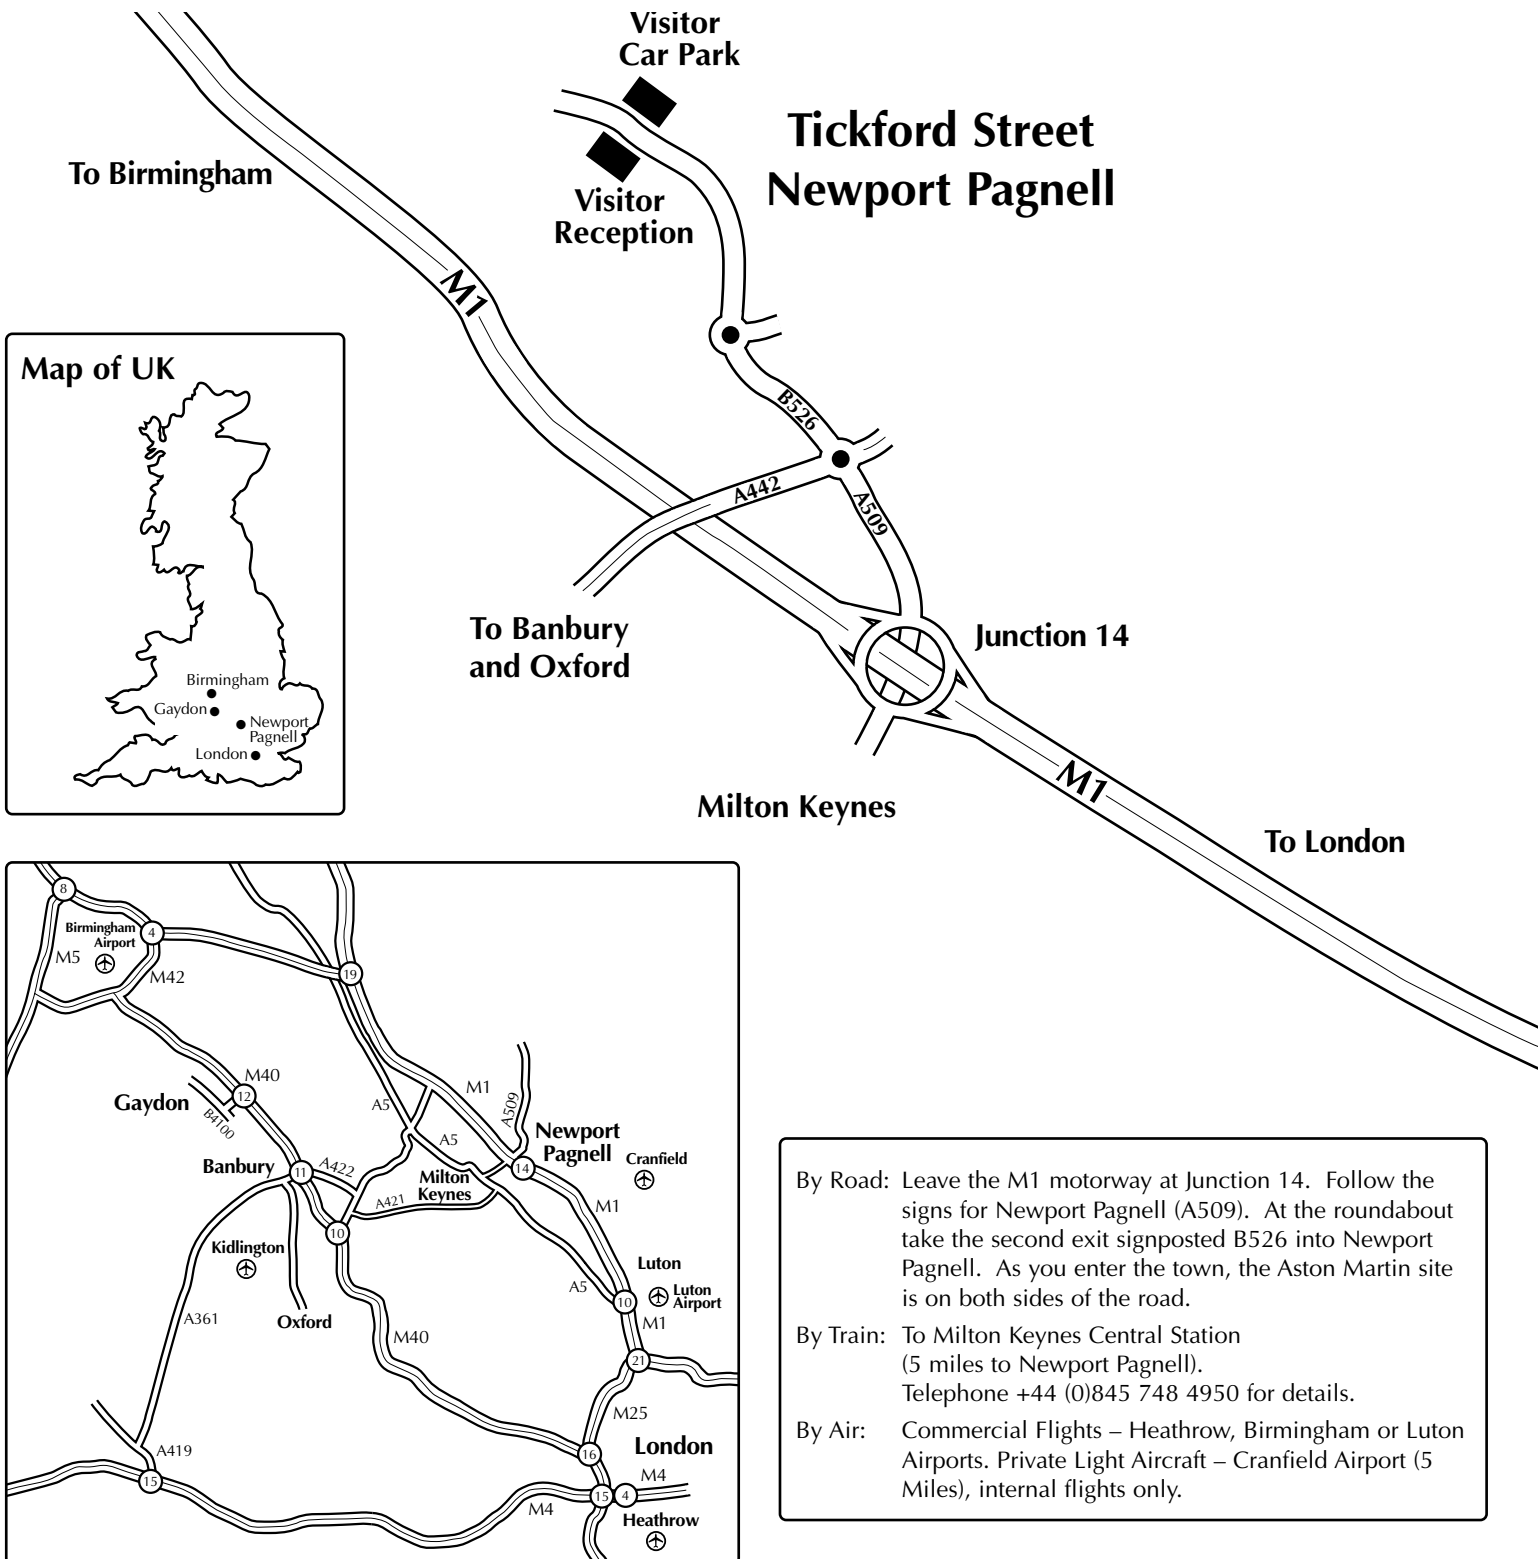 Visitor
Car Park
Tickford Street
Newport Pagnell
To Birmingham
Visitor
Reception
M1
B526
A442
A509
To Banbury
and Oxford
Junction 14
Milton Keynes
M1
To London
Map of UK
Birmingham
Gaydon
Newport
Pagnell
London
8
Birmingham
Airport
4
M5
M42
19
M40
12
Gaydon
B4100
A5
M1
A509
A5
Newport
Pagnell
14
Cranfield
Banbury
11
A422
Milton
Keynes
A421
M1
10
Kidlington
Luton
A5
10
Luton
Airport
A361
Oxford
M40
M1
21
M25
A419
15
16
London
M4
15
4
M4
Heathrow
By Road: Leave the M1 motorway at Junction 14. Follow the
signs for Newport Pagnell (A509). At the roundabout
take the second exit signposted B526 into Newport
Pagnell. As you enter the town, the Aston Martin site
is on both sides of the road.
By Train: To Milton Keynes Central Station
(5 miles to Newport Pagnell).
Telephone +44 (0)845 748 4950 for details.
By Air: Commercial Flights – Heathrow, Birmingham or Luton
Airports. Private Light Aircraft – Cranfield Airport (5
Miles), internal flights only.